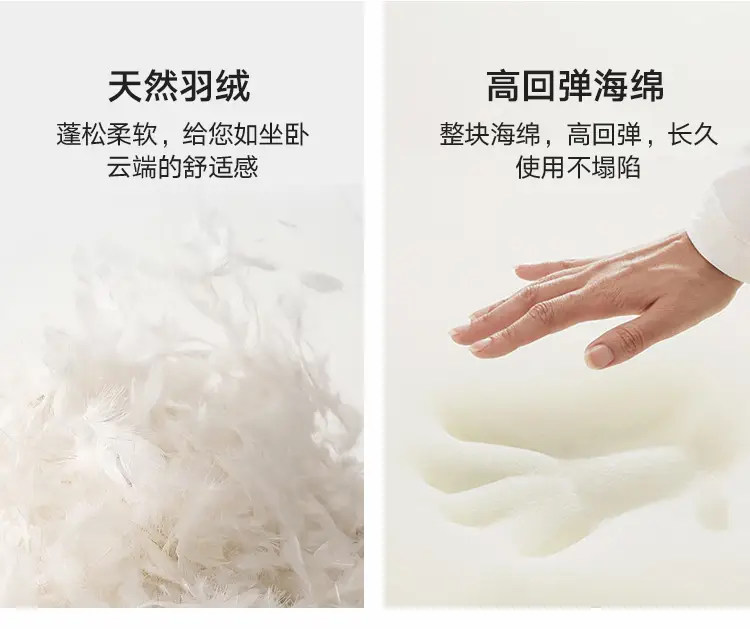 天然羽绒
蓬松柔软，给您如坐卧
云端的舒适感
高回弹海绵
整块海绵，高回弹，长久
使用不塌陷